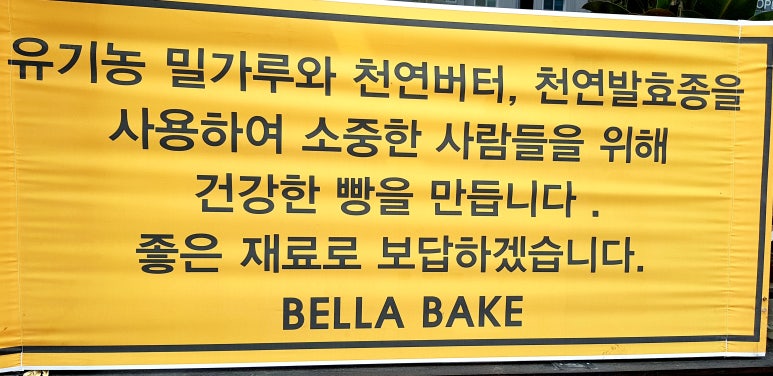 유기농 밀가루와 천연버터, 천연발효종을
사용하여 소중한 사람들을 위해
건강한 빵을 만듭니다.
좋은 재료로 보답하겠습니다.
BELLA BAKE